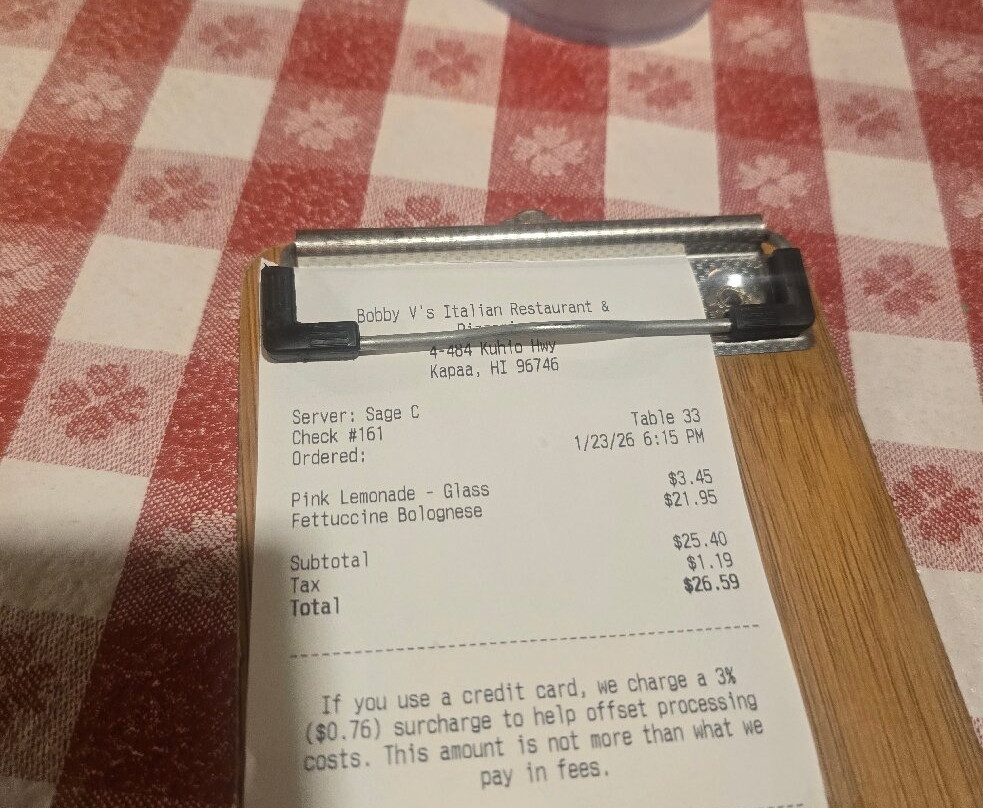 Bobby V's Italian Restaurant &
4-484 Kuhio Hwy
Kapaa, HI 96746
Server: Sage C
Check #161 Table 33
Ordered: 1/23/26 6:15 PM
Pink Lemonade - Glass $3.45
Fettuccine Bolognese $21.95
Subtotal $25.40
Tax $1.19
Total $26.59
If you use a credit card, we charge a 3%
($0.76) surcharge to help offset processing
costs. This amount is not more than what we
pay in fees.